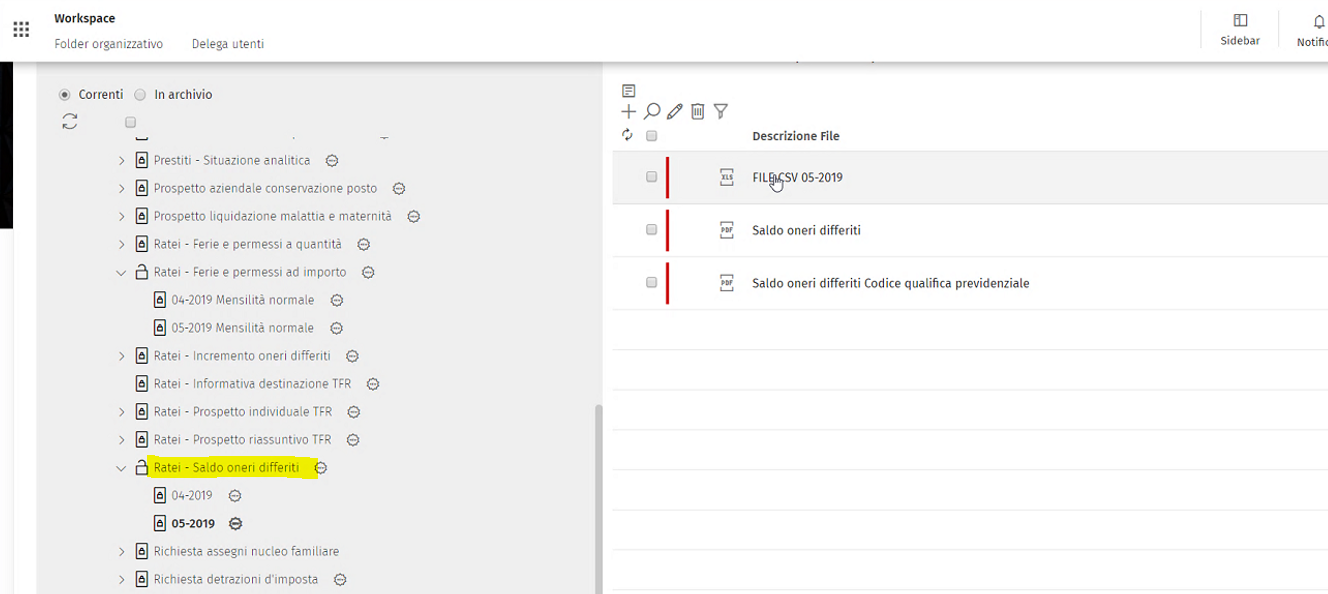 Workspace
Folder organizzativo Delega utenti
Sidebar
Correnti In archivio
Prestiti - Situazione analitica
Prospetto aziendale conservazione posto
Prospetto liquidazione malattia e maternità
Ratei - Ferie e permessi a quantità
Ratei - Ferie e permessi ad importo
04-2019 Mensilità normale
05-2019 Mensilità normale
Ratei - Incremento oneri differiti
Ratei - Informativa destinazione TFR
Ratei - Prospetto individuale TFR
Ratei - Prospetto riassuntivo TFR
Ratei - Saldo oneri differiti
04-2019
05-2019
Richiesta assegni nucleo familiare
Richiesta detrazioni d'imposta
Descrizione File
XLS FILE CSV 05-2019
PDF Saldo oneri differiti
PDF Saldo oneri differiti Codice qualifica previdenziale